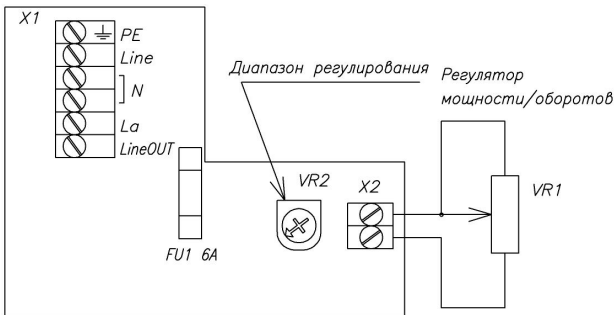 X1
PE
Line
N
La
LineOUT
Диапазон регулирования
Регулятор
мощности/оборотов
VR2
X2
VR1
FU1 6A